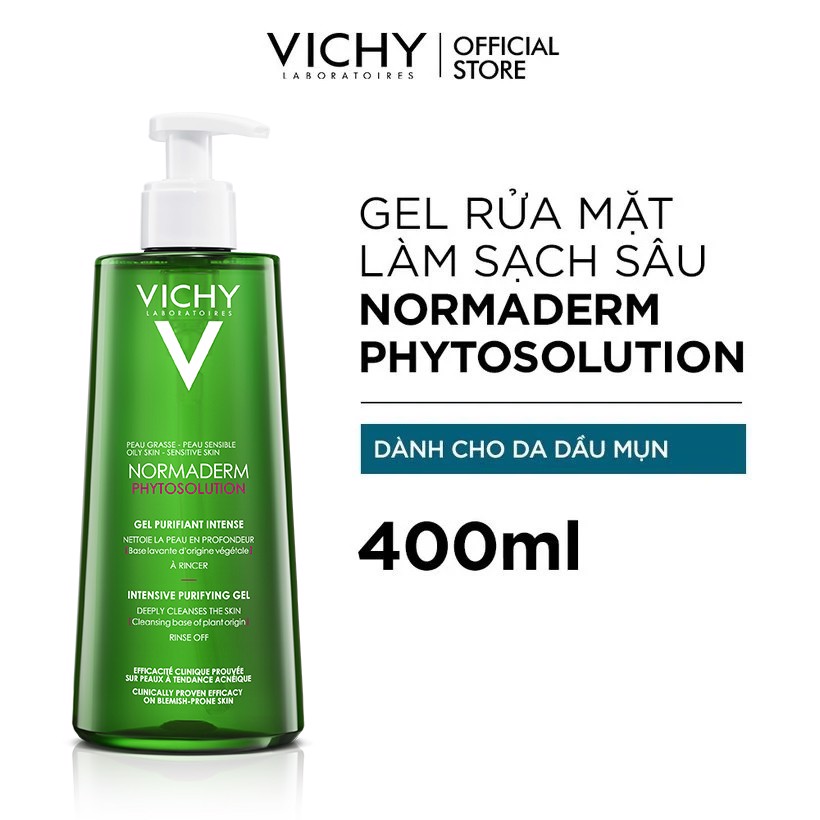 VICHY
LABORATOIRES
OFFICIAL
STORE
GEL RỬA MẶT
LÀM SẠCH SÂU
NORMADERM
PHYTOSOLUTION
DÀNH CHO DA DẦU MỤN
400ml
VICHY
LABORATOIRES
V
PEAU GRASSE - PEAU SENSIBLE
OILY SKIN - SENSITIVE SKIN
NORMADERM
PHYTOSOLUTION
GEL PURIFIANT INTENSE
NETTOIE LA PEAU EN PROFONDEUR
[Base lavante d'origine végétale]
À RINCER
INTENSIVE PURIFYING GEL
DEEPLY CLEANSES THE SKIN
[Cleansing base of plant origin]
RINSE OFF
EFFICACITÉ CLINIQUE PROUVÉE
SUR PEAUX À TENDANCE ACNÉIQUE
CLINICALLY PROVEN EFFICACY
ON BLEMISH-PRONE SKIN